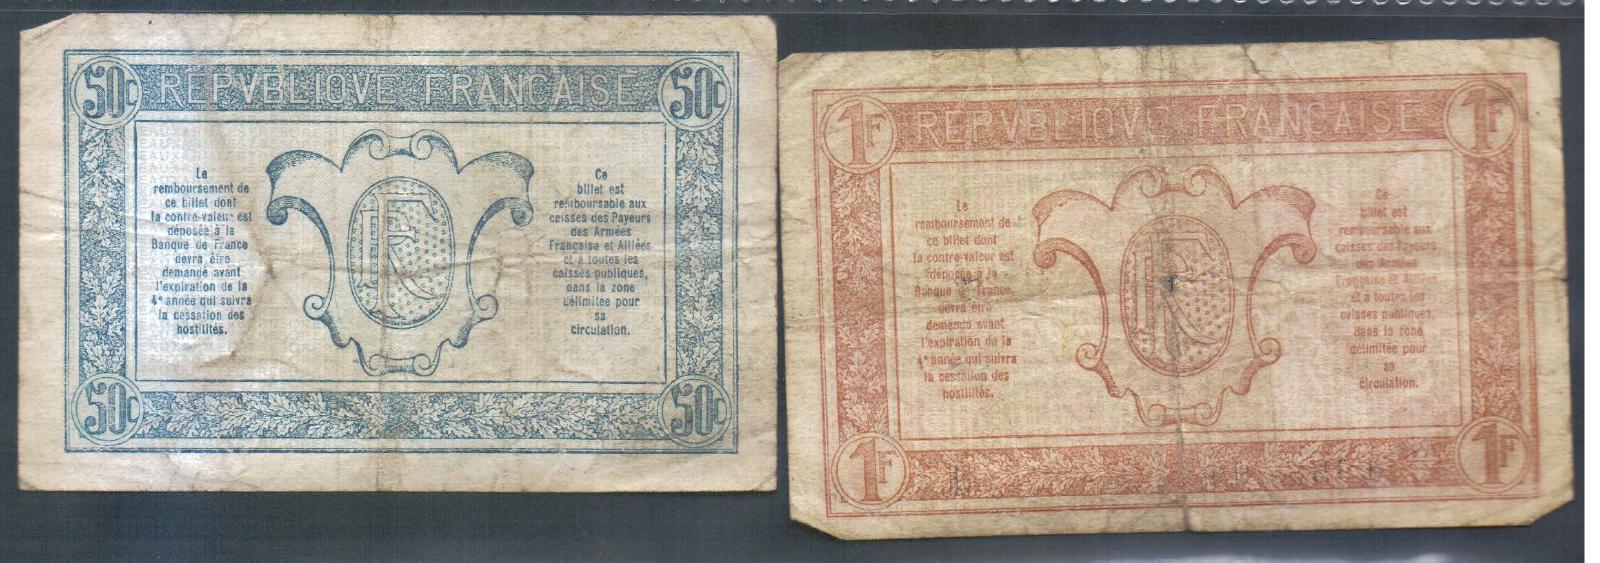 50c REPVBLIQVE FRANCAISE 50c
Le
remboursement de
ce billet dont
la contre-valeur est
déposée à la
Banque de France
devra être
demandé avant
l'expiration de la
4e année qui suivra
la cessation des
hostilités.
RF
Ce
billet est
remboursable aux
caisses des Payeurs
des Armées
Française et Alliées
et à toutes les
caisses publiques,
dans la zone
délimitée pour
sa
circulation.
50c 50c
1F REPVBLIQVE FRANCAISE 1F
Le
remboursement de
ce billet dont
la contre-valeur est
déposée à la
Banque de France,
devra être
demandé avant
l'expiration de la
4e année qui suivra
la cessation des
hostilités.
RF
Ce
billet est
remboursable aux
caisses des Payeurs
des Armées
Française et Alliées
et à toutes les
caisses publiques,
dans la zone
délimitée pour
sa
circulation.
1F 1F